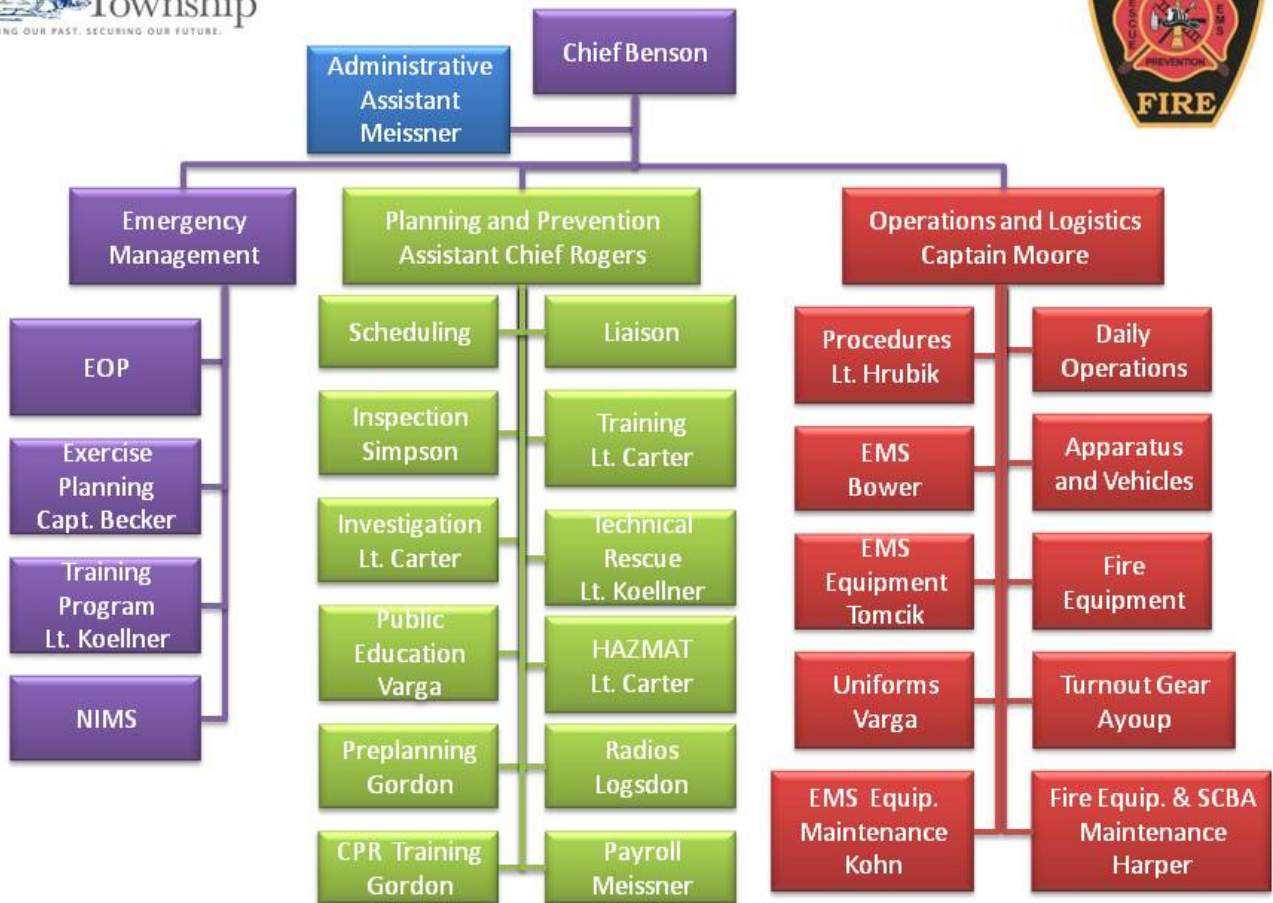 Township
ING OUR PAST. SECURING OUR FUTURE.
Chief Benson
Administrative
Assistant
Meissner
EMS
PREVENTION
FIRE
Emergency
Management
EOP
Exercise
Planning
Capt. Becker
Training
Program
Lt. Koellner
NIMS
Planning and Prevention
Assistant Chief Rogers
Scheduling
Liaison
Inspection
Simpson
Training
Lt. Carter
Investigation
Lt. Carter
Technical
Rescue
Lt. Koellner
Public
Education
Varga
HAZMAT
Lt. Carter
Preplanning
Gordon
Radios
Logsdon
CPR Training
Gordon
Payroll
Meissner
Operations and Logistics
Captain Moore
Procedures
Lt. Hrubik
Daily
Operations
EMS
Bower
Apparatus
and Vehicles
EMS
Equipment
Tomcik
Fire
Equipment
Uniforms
Varga
Turnout Gear
Ayoup
EMS Equip.
Maintenance
Kohn
Fire Equip. & SCBA
Maintenance
Harper